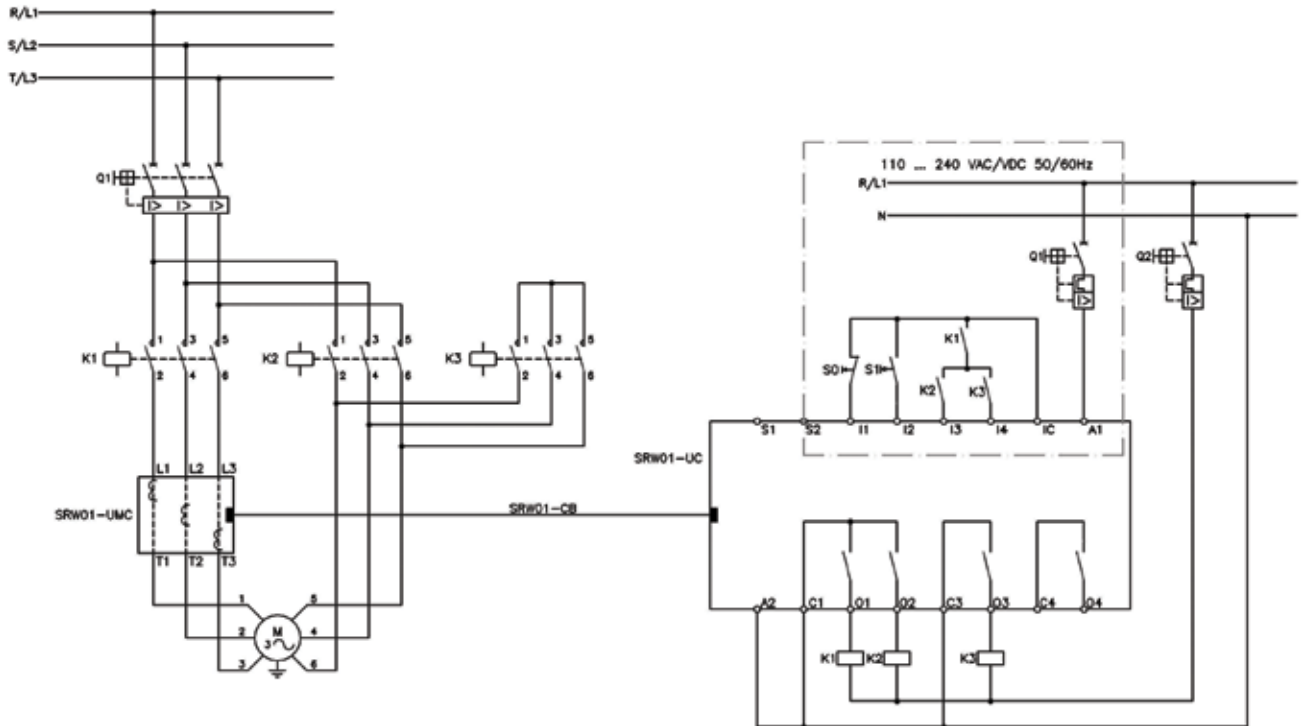 R/L1
S/L2
T/L3
Q1
I> I> I>
110 ... 240 VAC/VDC 50/60Hz
R/L1
N
Q1
I>
Q2
I>
K1
1 3 5
2 4 6
K2
1 3 5
2 4 6
K3
1 3 5
2 4 6
K1
S0
S1
K2
K3
S1 S2 I1 I2 I3 I4 IC A1
SRW01-UC
L1 L2 L3
SRW01-UMC
T1 T2 T3
SRW01-CB
A2 C1 O1 O2 C3 O3 C4 O4
K1
K2
K3
1
2
3
M
3
5
4
6